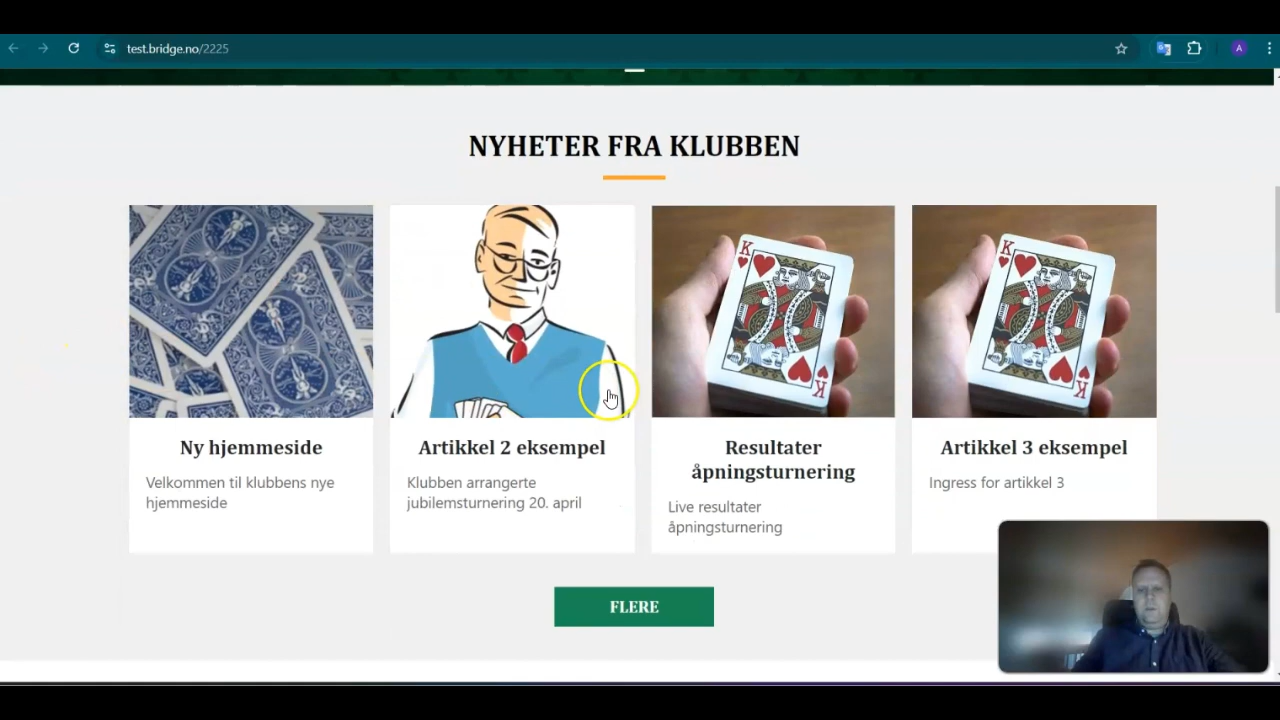 test.bridge.no/2225
A
NYHETER FRA KLUBBEN
K
K
K
K
Ny hjemmeside
Velkommen til klubbens nye
hjemmeside
Artikkel 2 eksempel
Klubben arrangerte
jubilemsturnering 20. april
Resultater
åpningsturnering
Live resultater
åpningsturnering
Artikkel 3 eksempel
Ingress for artikkel 3
FLERE